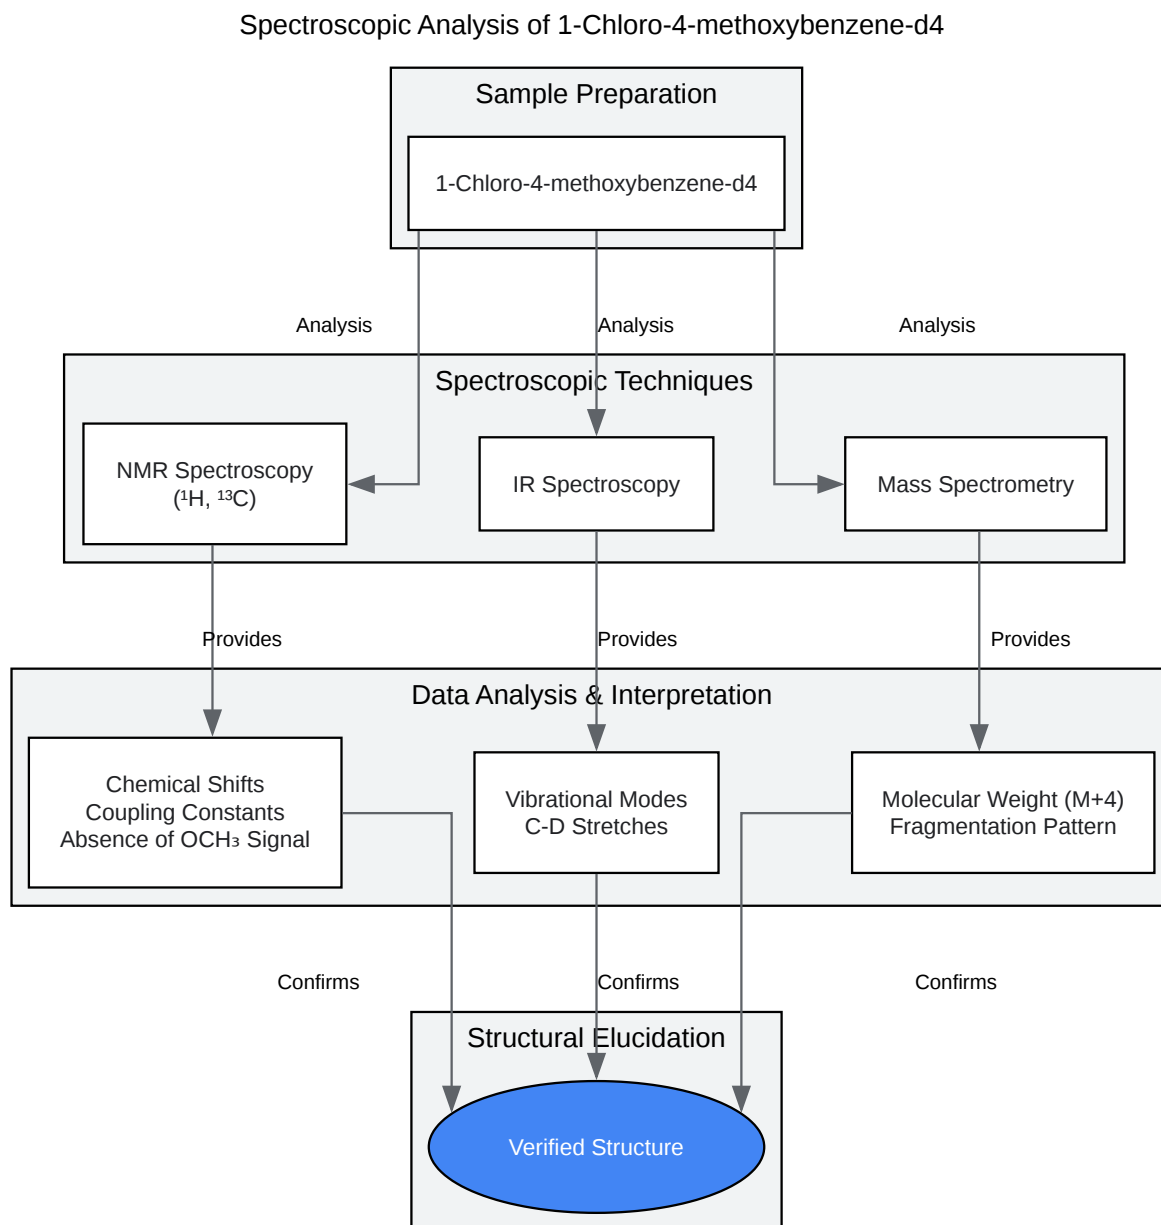 Spectroscopic Analysis of 1-Chloro-4-methoxybenzene-d4
Sample Preparation
1-Chloro-4-methoxybenzene-d4
Analysis
Analysis
Analysis
Spectroscopic Techniques
NMR Spectroscopy
(¹H, ¹³C)
IR Spectroscopy
Mass Spectrometry
Provides
Provides
Provides
Data Analysis & Interpretation
Chemical Shifts
Coupling Constants
Absence of OCH₃ Signal
Vibrational Modes
C-D Stretches
Molecular Weight (M+4)
Fragmentation Pattern
Confirms
Confirms
Confirms
Structural Elucidation
Verified Structure